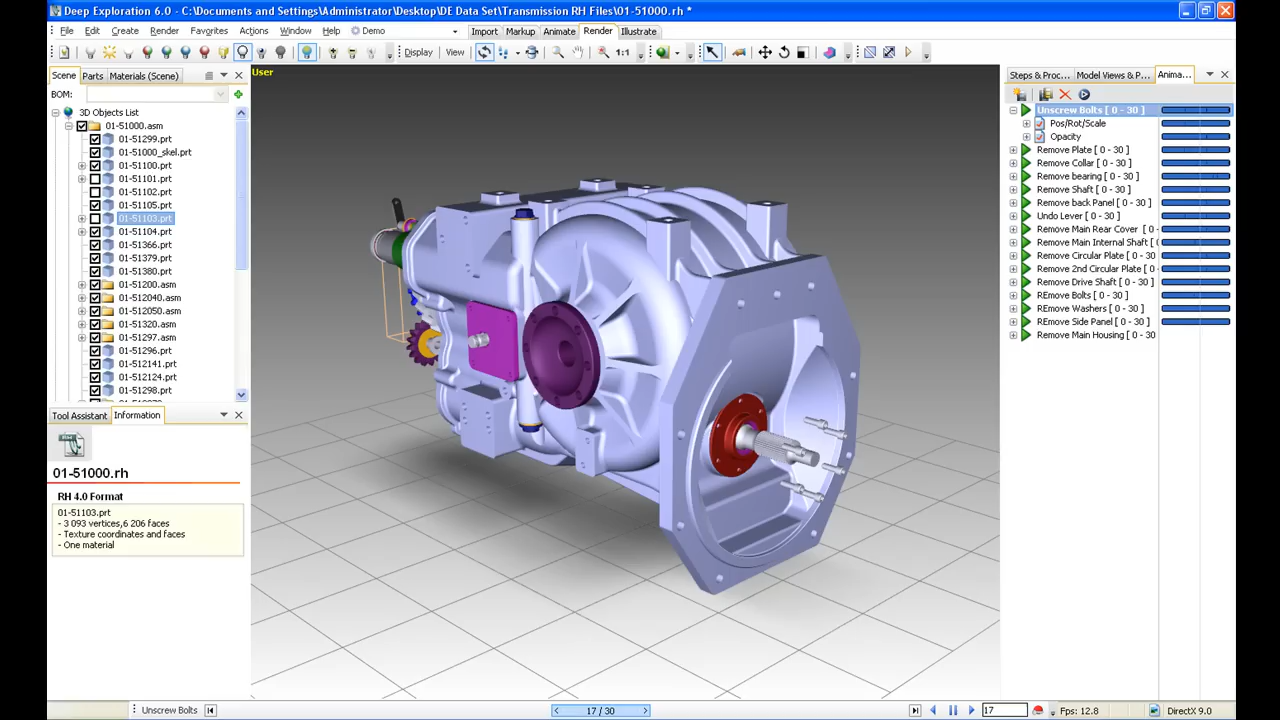 Deep Exploration 6.0 - C:\Documents and Settings\Administrator\Desktop\DE Data Set\Transmission RH Files\01-51000.rh *
File Edit Create Render Favorites Actions Window Help Demo Import Markup Animate Render Illustrate
Display View 1:1
Scene Parts Materials (Scene)
BOM:
3D Objects List
01-51000.asm
01-51299.prt
01-51000_skel.prt
01-51100.prt
01-51101.prt
01-51102.prt
01-51105.prt
01-51103.prt
01-51104.prt
01-51366.prt
01-51379.prt
01-51380.prt
01-51200.asm
01-512040.asm
01-512050.asm
01-51320.asm
01-51297.asm
01-51296.prt
01-512141.prt
01-512124.prt
01-51298.prt
Tool Assistant Information
RH
01-51000.rh
RH 4.0 Format
01-51103.prt
- 3 093 vertices,6 206 faces
- Texture coordinates and faces
- One material
User
Steps & Proc... Model Views & P... Anima...
Unscrew Bolts [ 0 - 30 ]
Pos/Rot/Scale
Opacity
Remove Plate [ 0 - 30 ]
Remove Collar [ 0 - 30 ]
Remove bearing [ 0 - 30 ]
Remove Shaft [ 0 - 30 ]
Remove back Panel [ 0 - 30 ]
Undo Lever [ 0 - 30 ]
Remove Main Rear Cover [ 0 - 30 ]
Remove Main Internal Shaft [ 0 - 30 ]
Remove Circular Plate [ 0 - 30 ]
Remove 2nd Circular Plate [ 0 - 30 ]
Remove Drive Shaft [ 0 - 30 ]
REmove Bolts [ 0 - 30 ]
REmove Washers [ 0 - 30 ]
REmove Side Panel [ 0 - 30 ]
Remove Main Housing [ 0 - 30
Unscrew Bolts 17 / 30 17 Fps: 12.8 DirectX 9.0